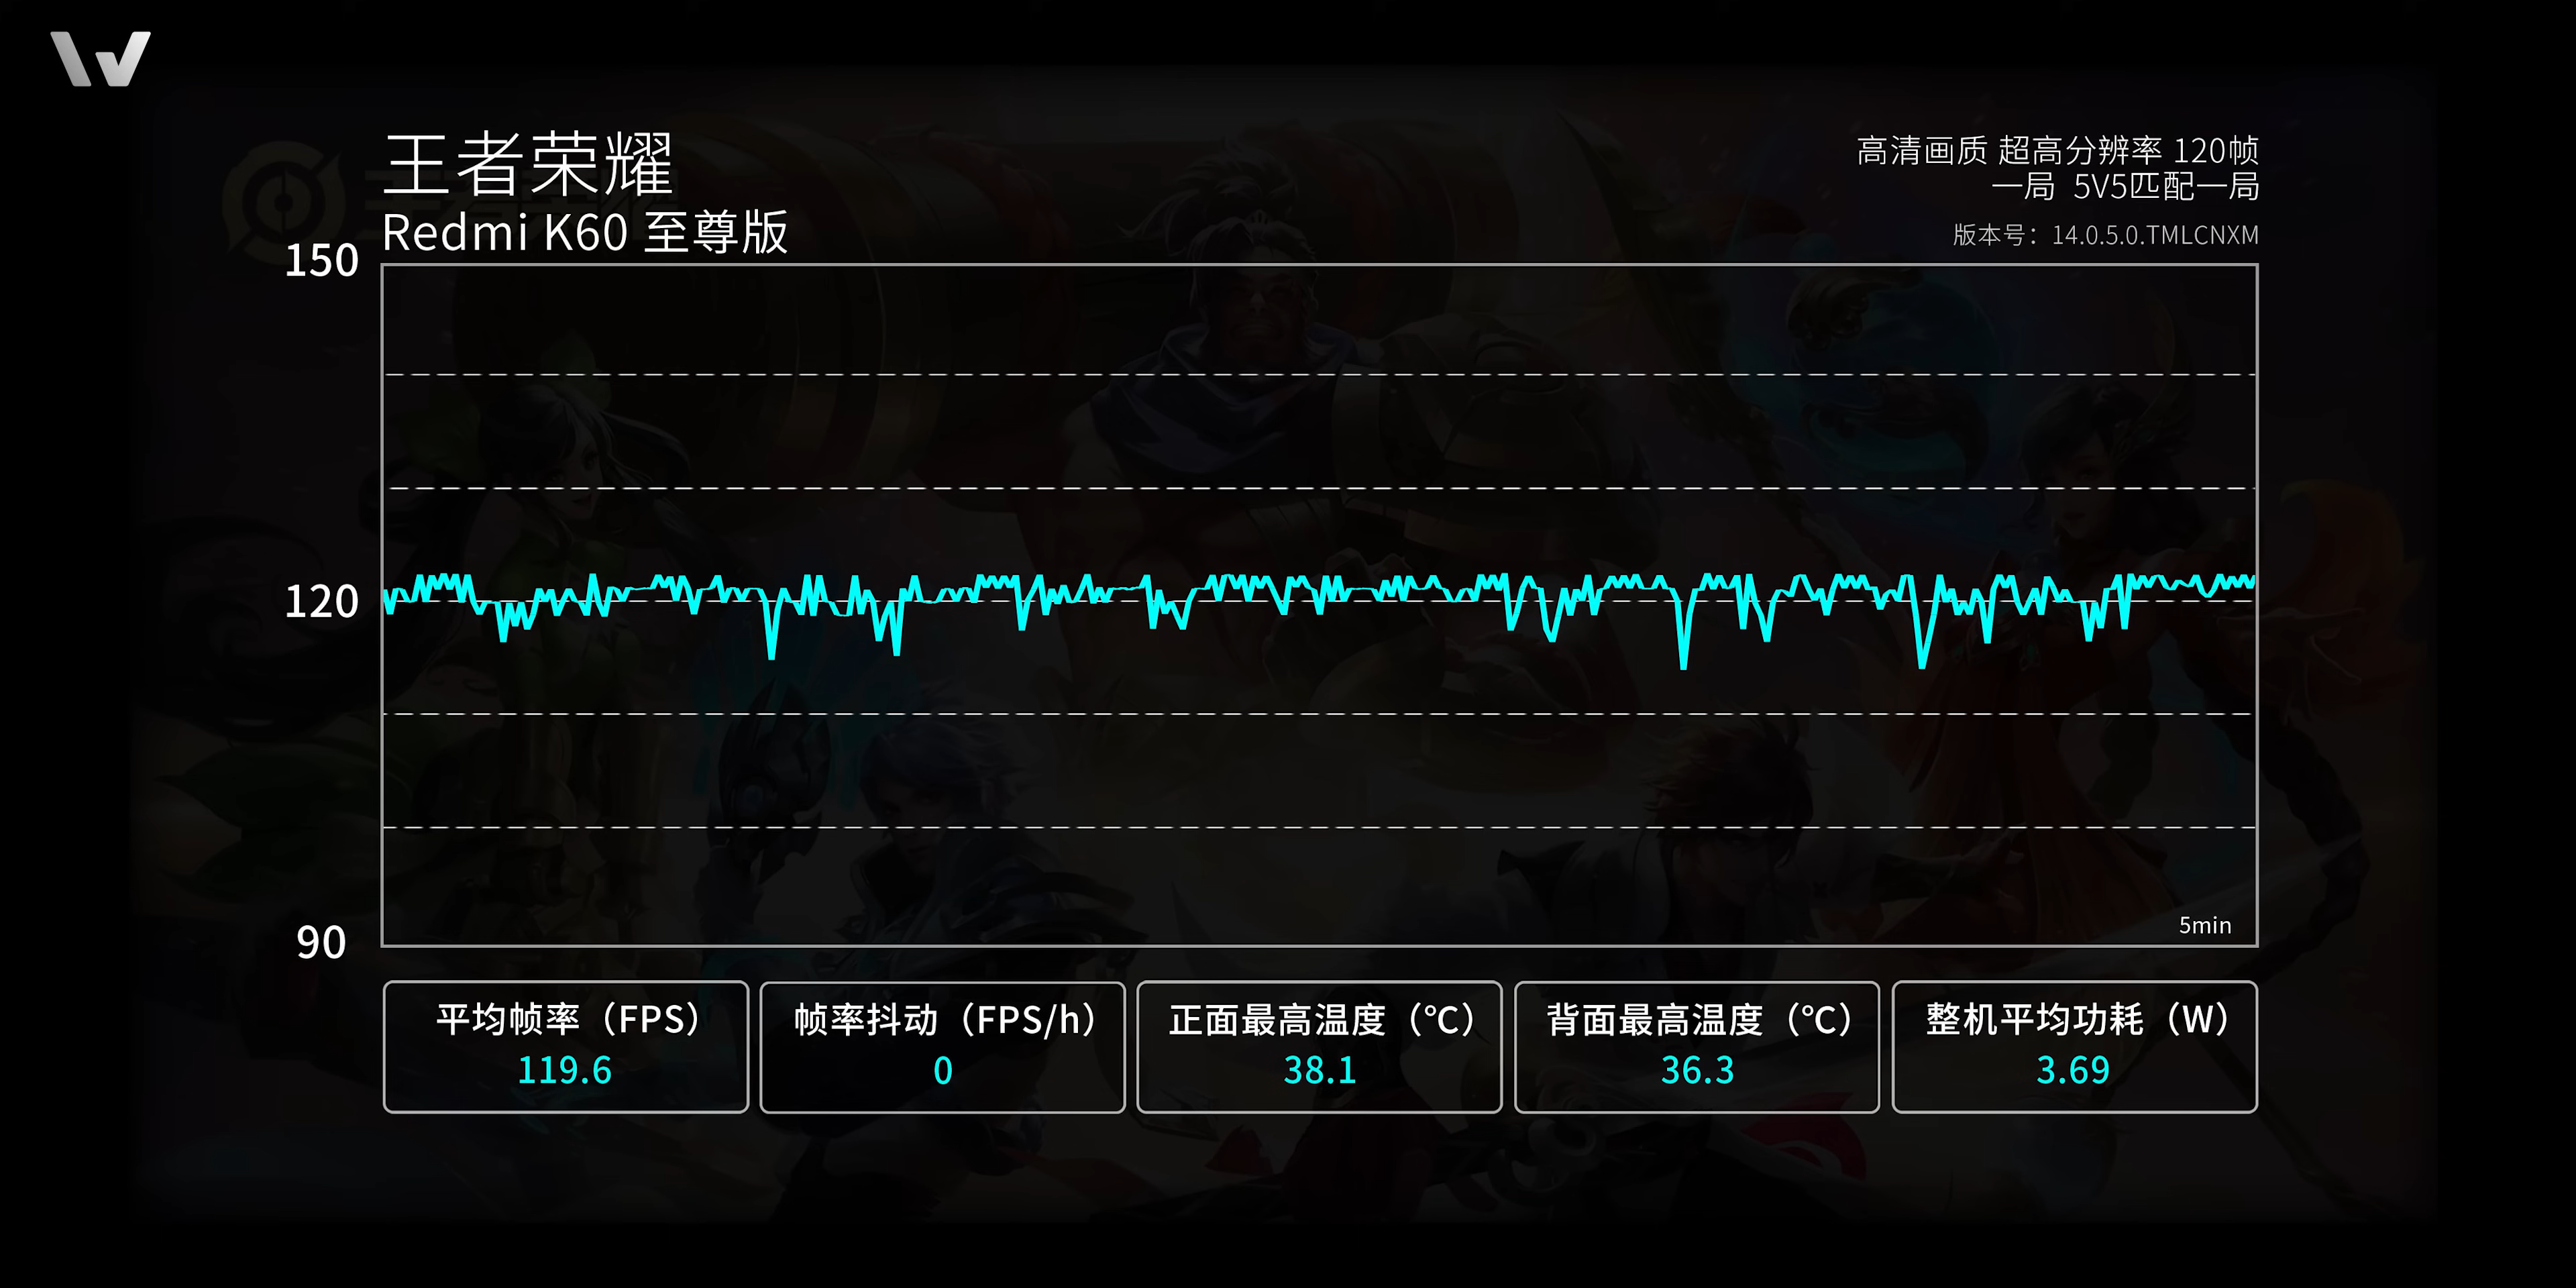 王者荣耀
Redmi K60 至尊版
高清画质 超高分辨率 120帧
一局 5V5匹配一局
版本号：14.0.5.0.TMLCNXM
150
120
90
5min
平均帧率（FPS）
119.6
帧率抖动（FPS/h）
0
正面最高温度（℃）
38.1
背面最高温度（℃）
36.3
整机平均功耗（W）
3.69